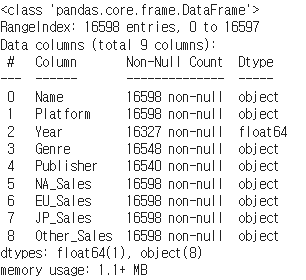 <class 'pandas.core.frame.DataFrame'>
RangeIndex: 16598 entries, 0 to 16597
Data columns (total 9 columns):
 #   Column       Non-Null Count  Dtype
---  ------       --------------  -----
 0   Name         16598 non-null  object
 1   Platform     16598 non-null  object
 2   Year         16327 non-null  float64
 3   Genre        16548 non-null  object
 4   Publisher    16540 non-null  object
 5   NA_Sales     16598 non-null  object
 6   EU_Sales     16598 non-null  object
 7   JP_Sales     16598 non-null  object
 8   Other_Sales  16598 non-null  object
dtypes: float64(1), object(8)
memory usage: 1.1+ MB